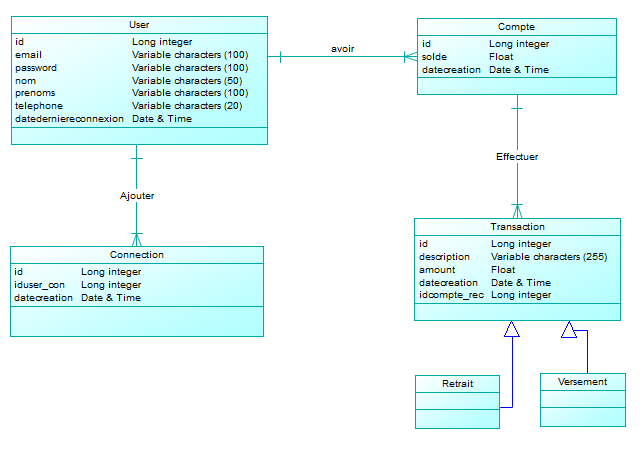 User
id Long integer
email Variable characters (100)
password Variable characters (100)
nom Variable characters (50)
prenoms Variable characters (100)
telephone Variable characters (20)
datederniereconnexion Date & Time
avoir
Compte
id Long integer
solde Float
datecreation Date & Time
Ajouter
Effectuer
Connection
id Long integer
iduser_con Long integer
datecreation Date & Time
Transaction
id Long integer
description Variable characters (255)
amount Float
datecreation Date & Time
idcompte_rec Long integer
Retrait
Versement